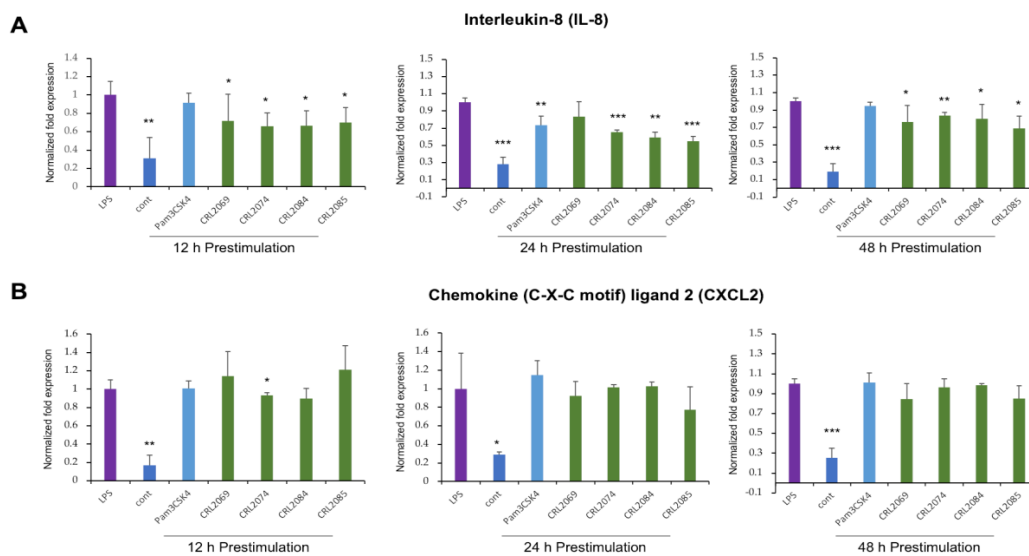 A
Interleukin-8 (IL-8)
Normalized fold expression
1.4
1.2
1
0.8
0.6
0.4
0.2
0
**
*
*
*
*
LPS
cont
Pam3CSK4
CRL2069
CRL2074
CRL2084
CRL2085
12 h Prestimulation
Normalized fold expression
1.5
1.3
1.1
0.9
0.7
0.5
0.3
0.1
-0.1
***
**
***
**
***
LPS
cont
Pam3CSK4
CRL2069
CRL2074
CRL2084
CRL2085
24 h Prestimulation
Normalized fold expression
1.5
1.3
1.1
0.9
0.7
0.5
0.3
0.1
-0.1
***
*
**
*
*
LPS
cont
Pam3CSK4
CRL2069
CRL2074
CRL2084
CRL2085
48 h Prestimulation
B
Chemokine (C-X-C motif) ligand 2 (CXCL2)
Normalized fold expression
1.6
1.4
1.2
1
0.8
0.6
0.4
0.2
0
**
*
LPS
cont
Pam3CSK4
CRL2069
CRL2074
CRL2084
CRL2085
12 h Prestimulation
Normalized fold expression
1.6
1.4
1.2
1
0.8
0.6
0.4
0.2
0
*
LPS
cont
Pam3CSK4
CRL2069
CRL2074
CRL2084
CRL2085
24 h Prestimulation
Normalized fold expression
1.5
1.3
1.1
0.9
0.7
0.5
0.3
0.1
-0.1
***
LPS
cont
Pam3CSK4
CRL2069
CRL2074
CRL2084
CRL2085
48 h Prestimulation